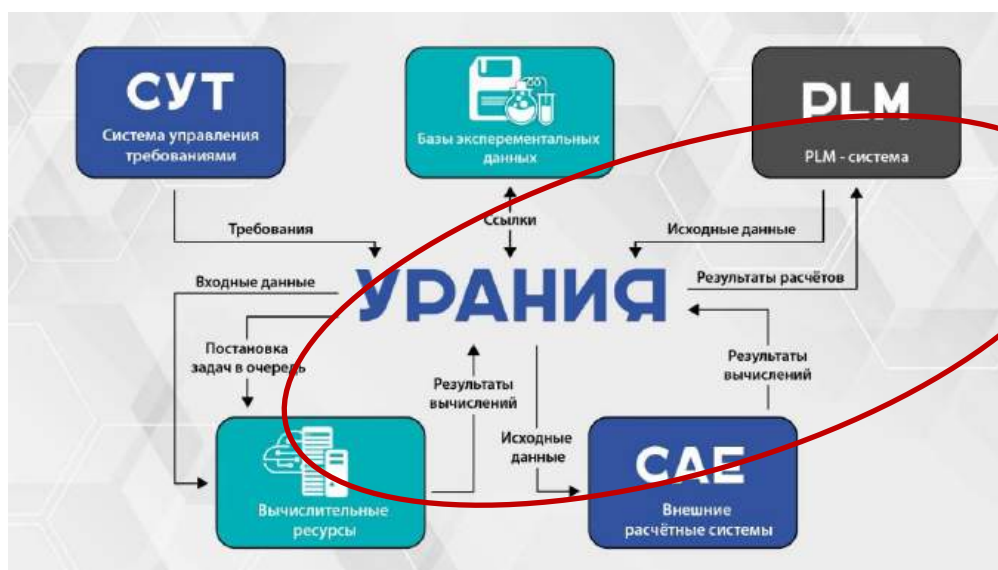 СУТ
Система управления
требованиями
Базы эксперементальных
данных
PLM
PLM - система
Требования
Ссылки
Исходные данные
Входные данные
УРАНИЯ
Результаты расчётов
Постановка
задач в очередь
Результаты
вычислений
Исходные
данные
Результаты
вычислений
Вычислительные
ресурсы
CAE
Внешние
расчётные системы